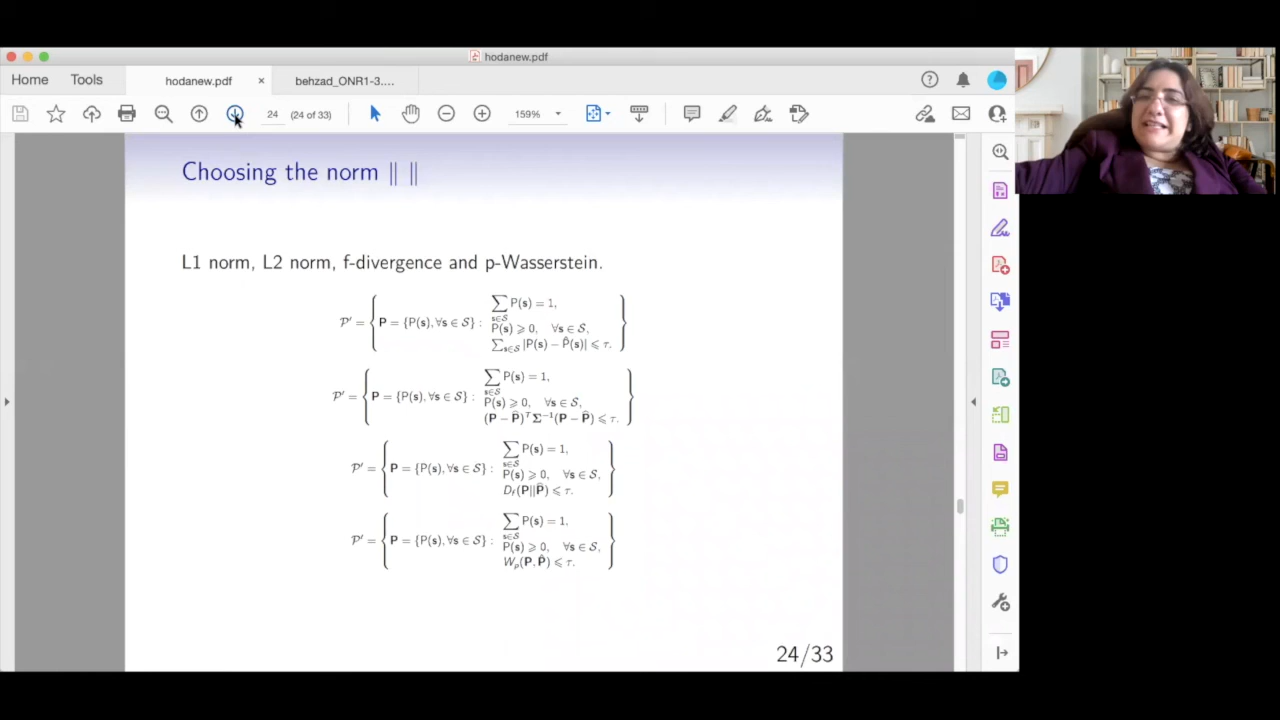 hodanew.pdf
Home Tools hodanew.pdf × behzad_ONR1-3....
24 (24 of 33) 159%
Choosing the norm ‖ ‖
L1 norm, L2 norm, f-divergence and p-Wasserstein.
∑ P(s) = 1,
s∈S
𝒫′ = { P = {P(s), ∀s ∈ 𝒮} : P(s) ⩾ 0, ∀s ∈ 𝒮, }
∑s∈S |P(s) − P̂(s)| ⩽ τ.
∑ P(s) = 1,
s∈S
𝒫′ = { P = {P(s), ∀s ∈ 𝒮} : P(s) ⩾ 0, ∀s ∈ 𝒮, }
(P − P̂)ᵀ Σ⁻¹(P − P̂) ⩽ τ.
∑ P(s) = 1,
s∈S
𝒫′ = { P = {P(s), ∀s ∈ 𝒮} : P(s) ⩾ 0, ∀s ∈ 𝒮, }
D_f(P||P̂) ⩽ τ.
∑ P(s) = 1,
s∈S
𝒫′ = { P = {P(s), ∀s ∈ 𝒮} : P(s) ⩾ 0, ∀s ∈ 𝒮, }
W_p(P, P̂) ⩽ τ.
24/33